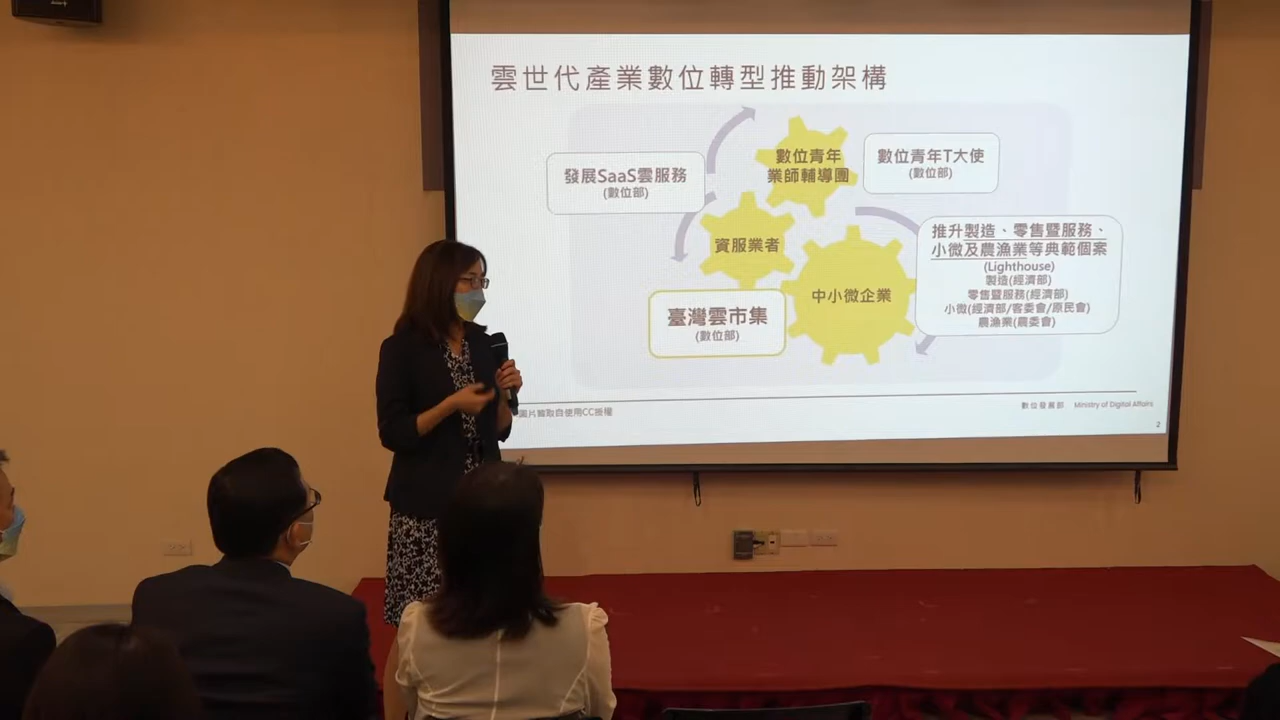 雲世代產業數位轉型推動架構
發展SaaS雲服務
(數位部)
數位青年
業師輔導團
數位青年T大使
(數位部)
資服業者
推升製造、零售暨服務、
小微及農漁業等典範個案
(Lighthouse)
製造(經濟部)
零售暨服務(經濟部)
小微(經濟部/客委會/原民會)
農漁業(農委會)
中小微企業
臺灣雲市集
(數位部)
圖片皆取自使用CC授權
數位發展部 Ministry of Digital Affairs
2